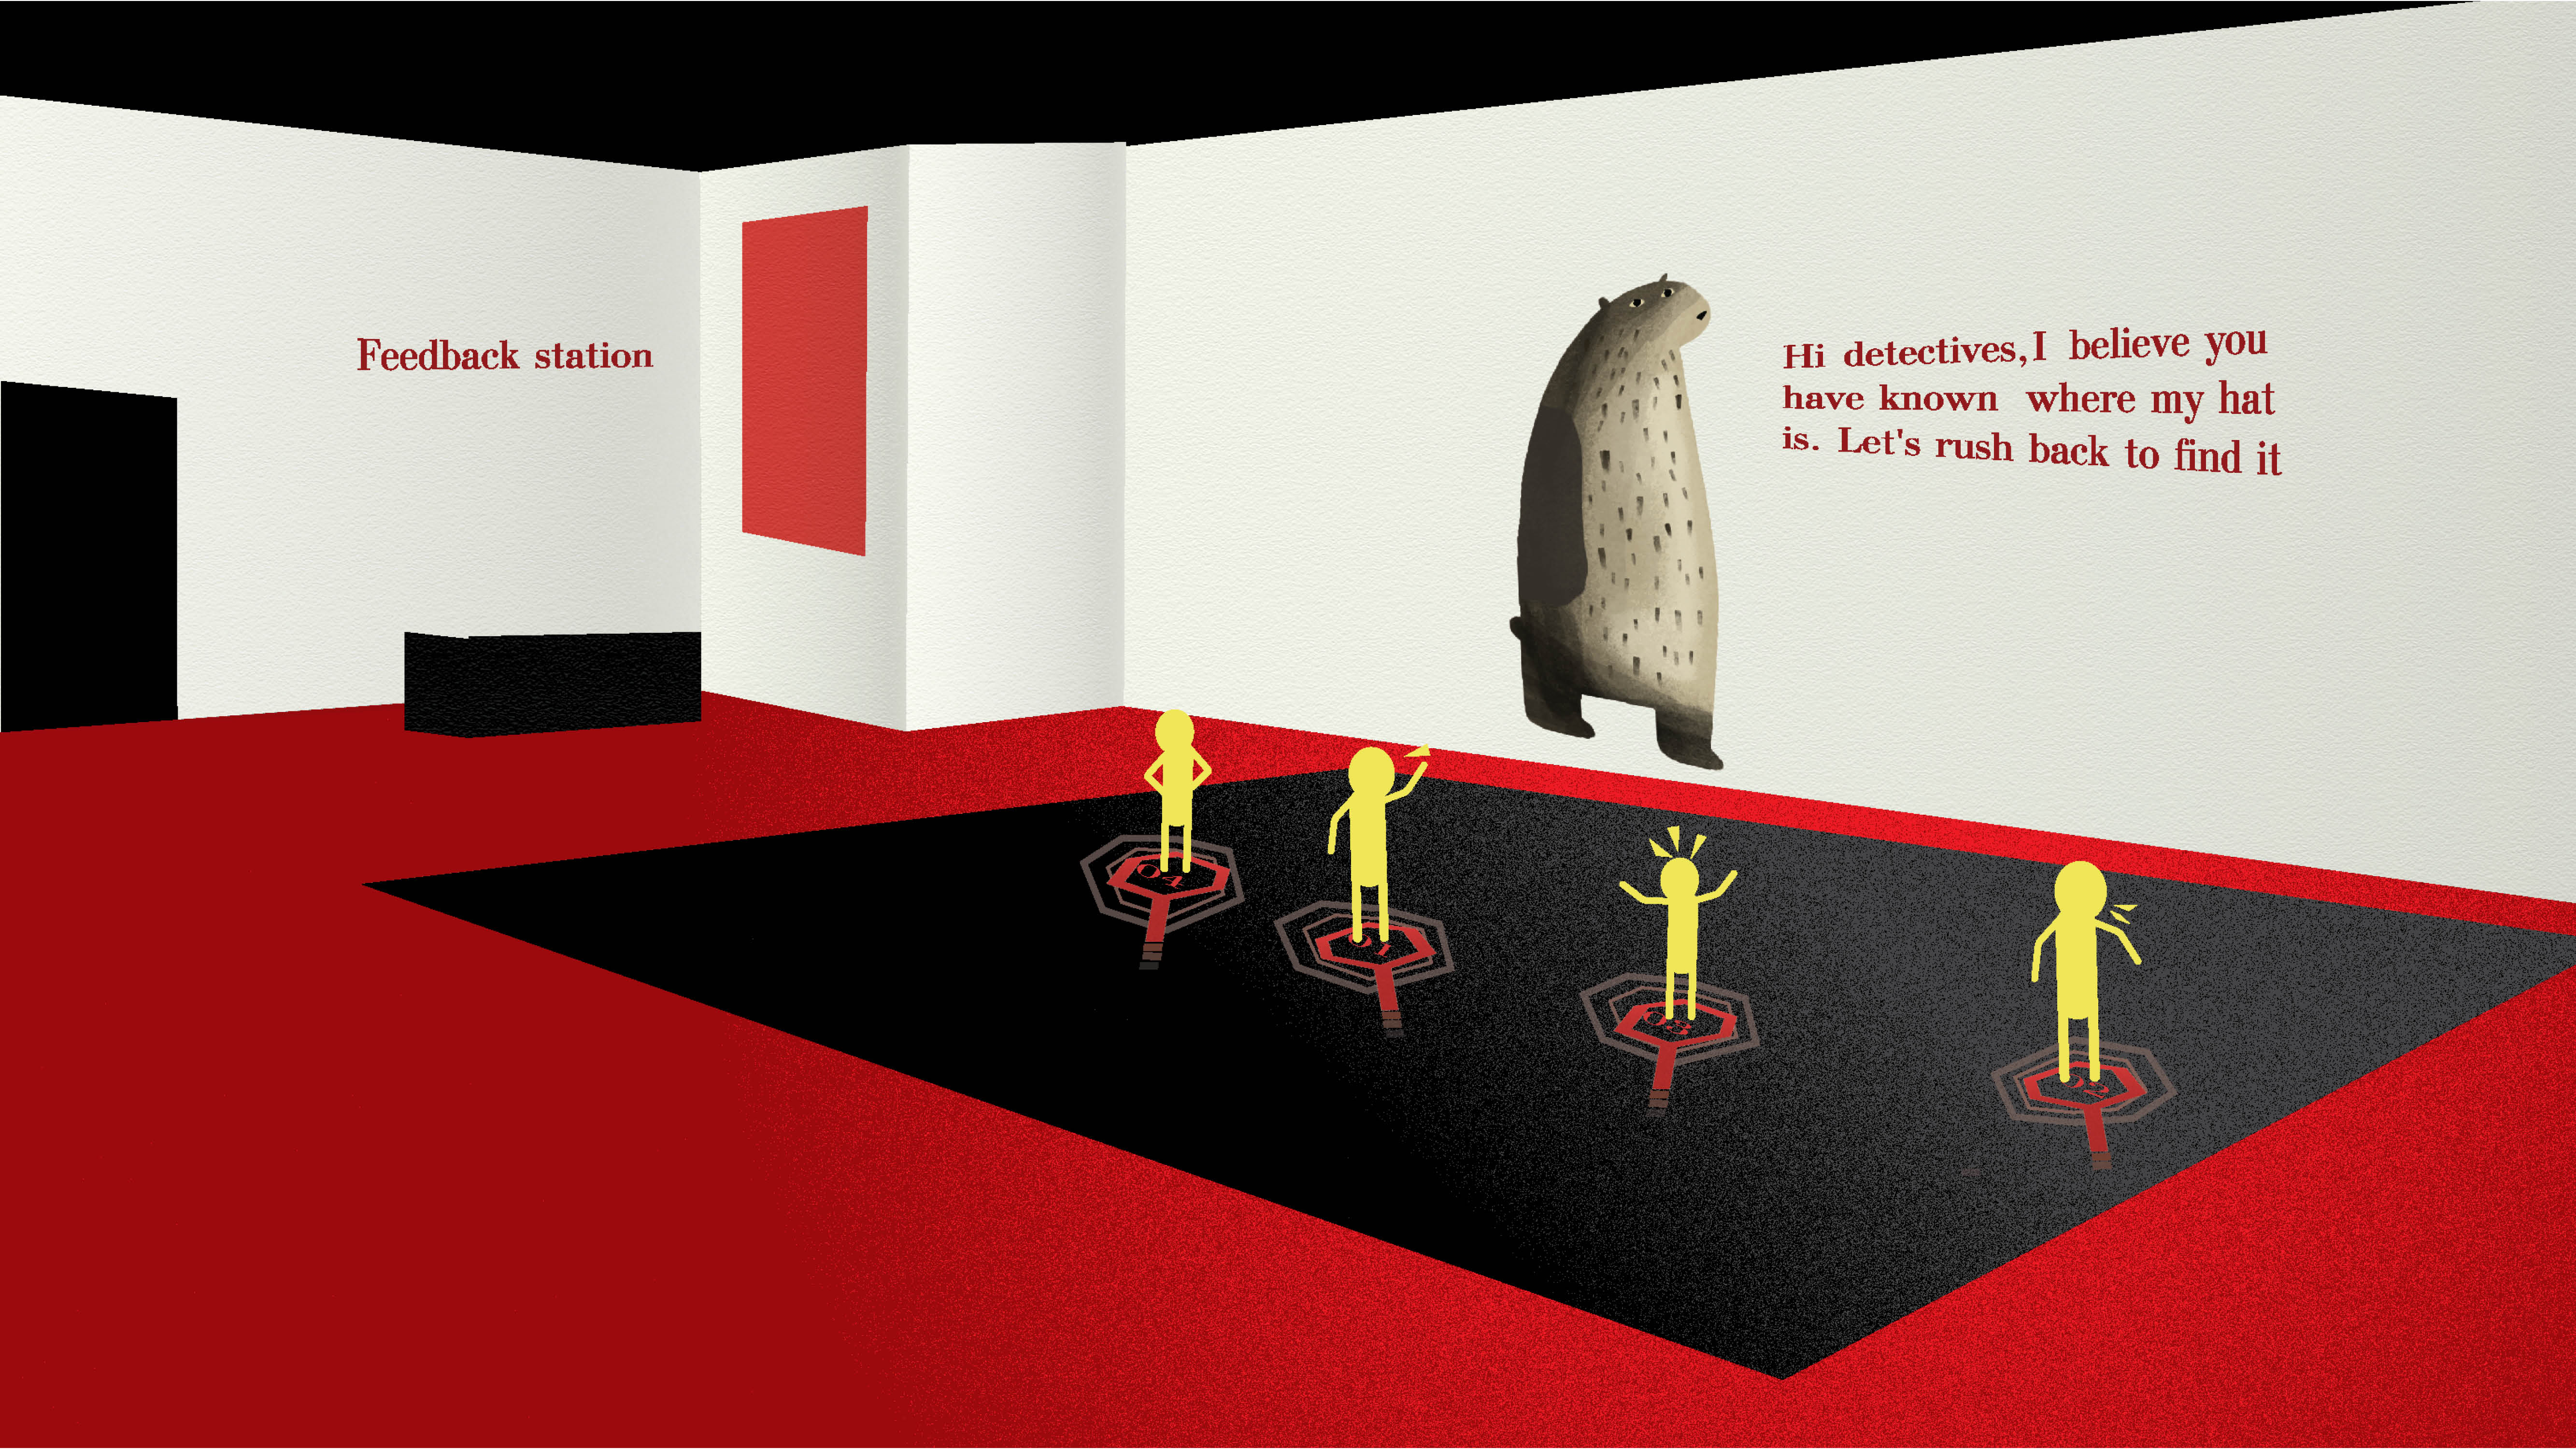 Feedback station
Hi detectives, I believe you
have known where my hat
is. Let's rush back to find it
04
01
03
02